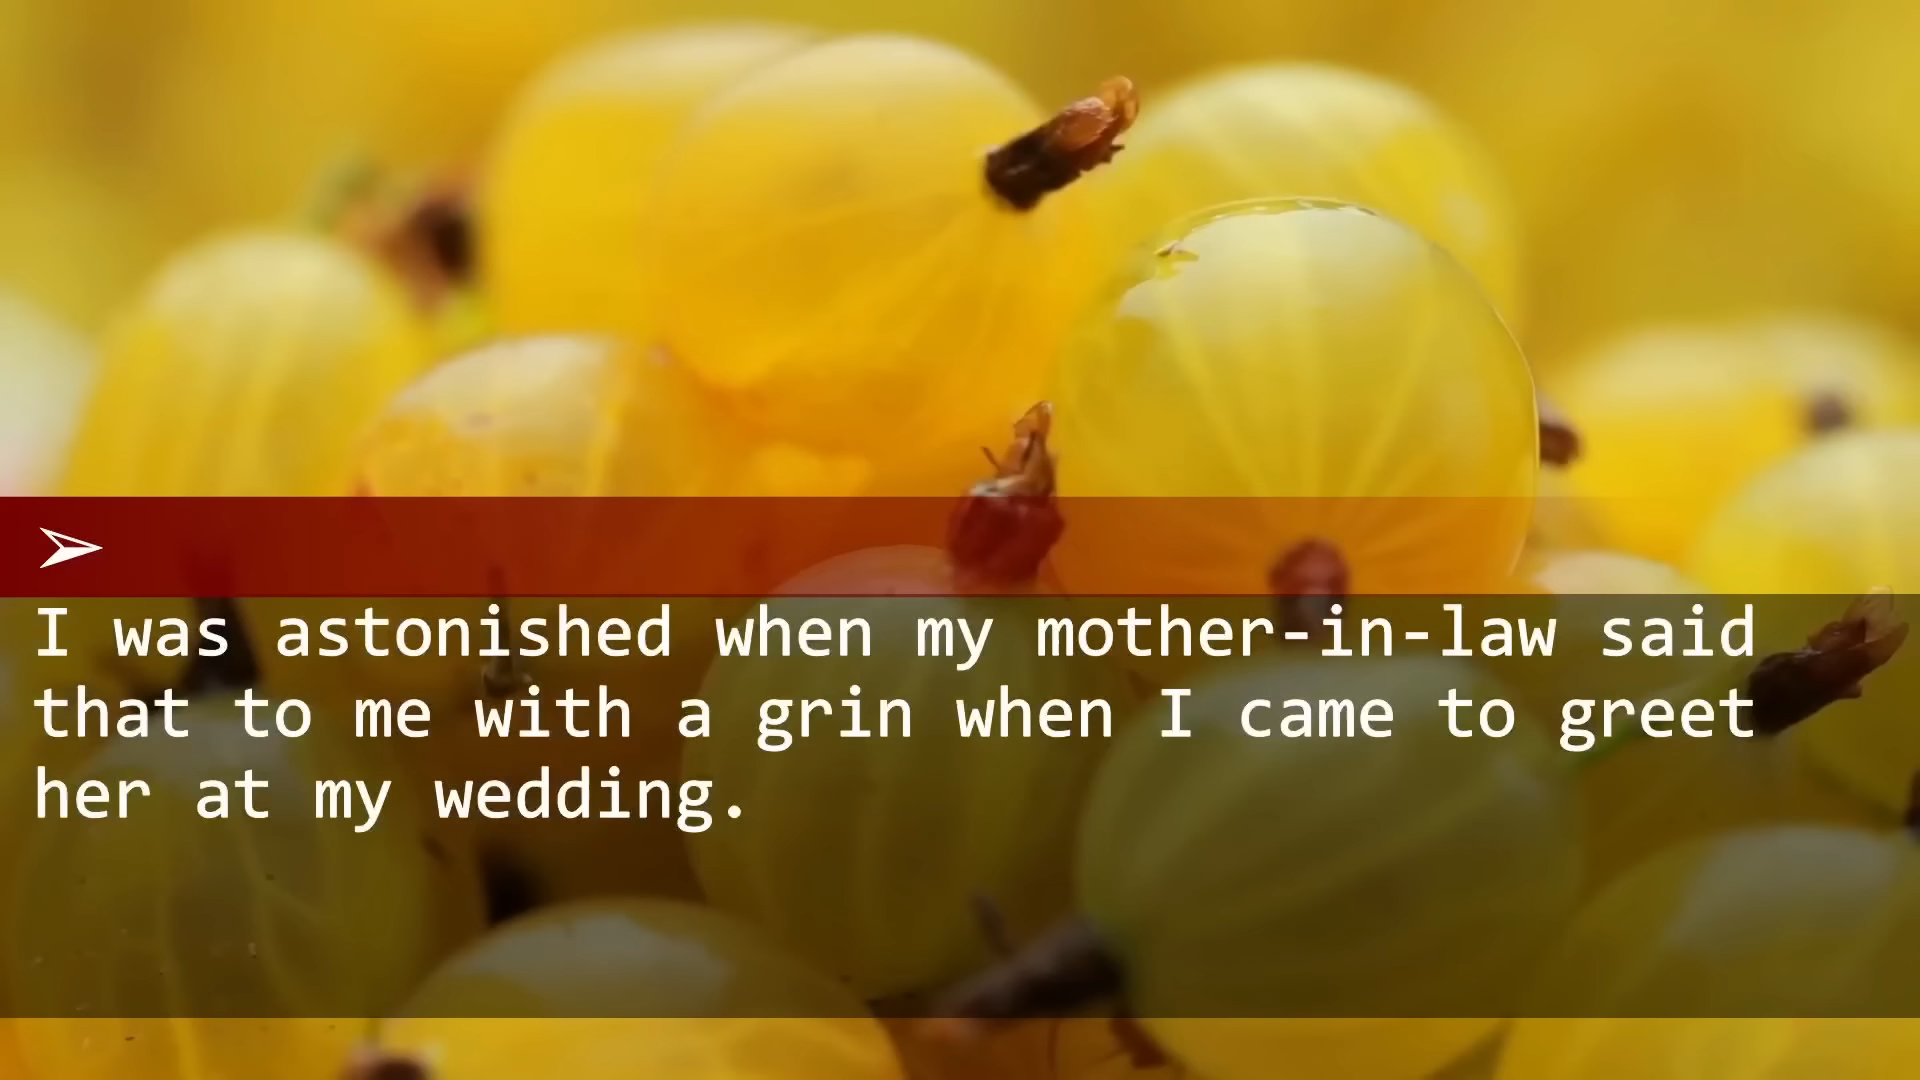 I was astonished when my mother-in-law said
that to me with a grin when I came to greet
her at my wedding.